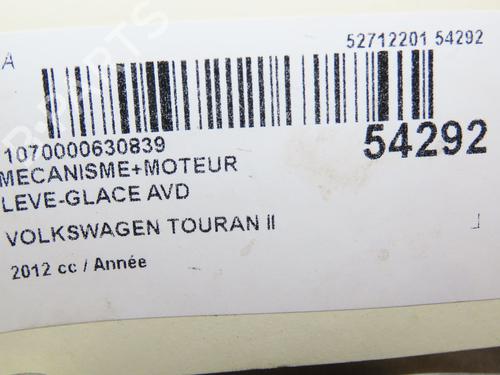 A
52712201 54292
1070000630839
54292
MECANISME+MOTEUR
LEVE-GLACE AVD
VOLKSWAGEN TOURAN II
2012 cc / Année